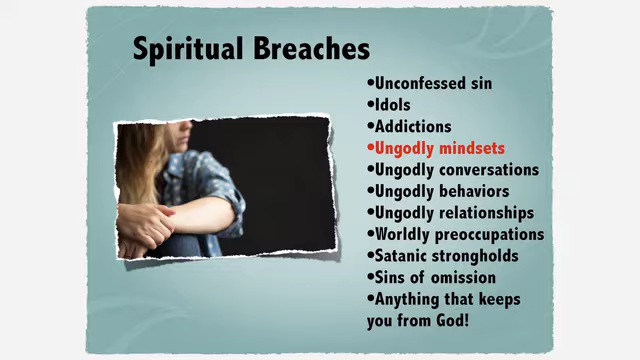 Spiritual Breaches
•Unconfessed sin
•Idols
•Addictions
•Ungodly mindsets
•Ungodly conversations
•Ungodly behaviors
•Ungodly relationships
•Worldly preoccupations
•Satanic strongholds
•Sins of omission
•Anything that keeps
you from God!